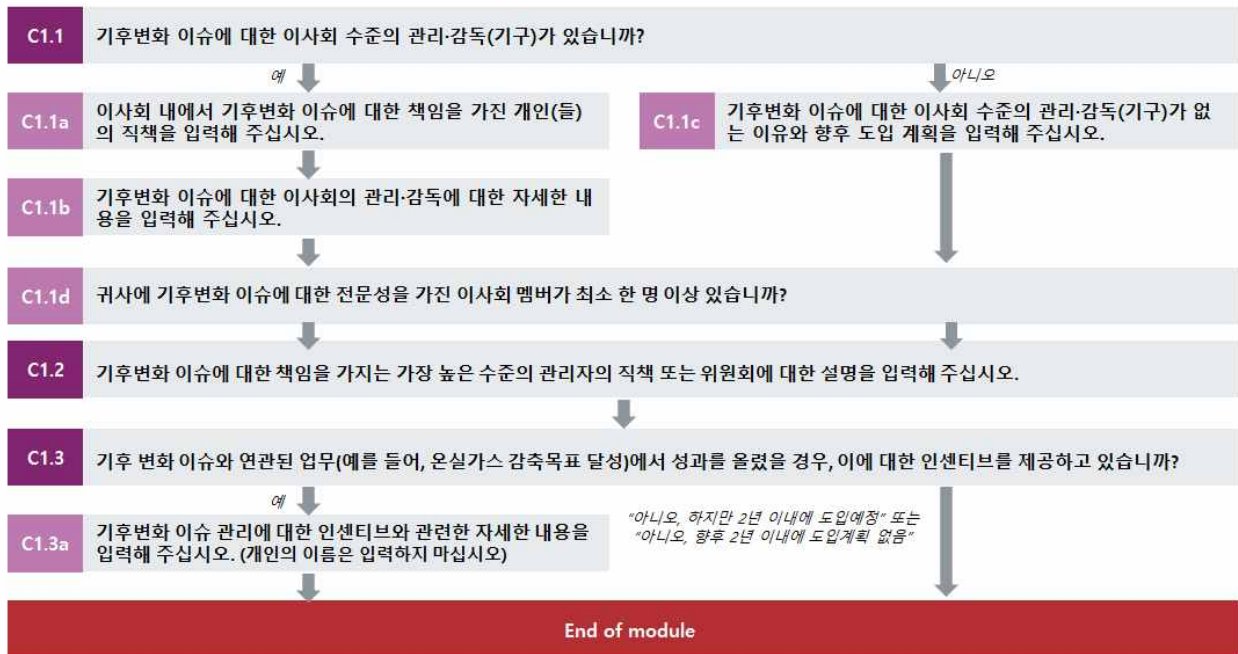 C1.1
기후변화 이슈에 대한 이사회 수준의 관리·감독(기구)가 있습니까?
예
아니오
C1.1a
이사회 내에서 기후변화 이슈에 대한 책임을 가진 개인(들)
의 직책을 입력해 주십시오.
C1.1c
기후변화 이슈에 대한 이사회 수준의 관리·감독(기구)가 없
는 이유와 향후 도입 계획을 입력해 주십시오.
C1.1b
기후변화 이슈에 대한 이사회의 관리·감독에 대한 자세한 내
용을 입력해 주십시오.
C1.1d
귀사에 기후변화 이슈에 대한 전문성을 가진 이사회 멤버가 최소 한 명 이상 있습니까?
C1.2
기후변화 이슈에 대한 책임을 가지는 가장 높은 수준의 관리자의 직책 또는 위원회에 대한 설명을 입력해 주십시오.
C1.3
기후 변화 이슈와 연관된 업무(예를 들어, 온실가스 감축목표 달성)에서 성과를 올렸을 경우, 이에 대한 인센티브를 제공하고 있습니까?
예
C1.3a
기후변화 이슈 관리에 대한 인센티브와 관련한 자세한 내용을
입력해 주십시오. (개인의 이름은 입력하지 마십시오)
"아니오, 하지만 2년 이내에 도입예정" 또는
"아니오, 향후 2년 이내에 도입계획 없음"
End of module